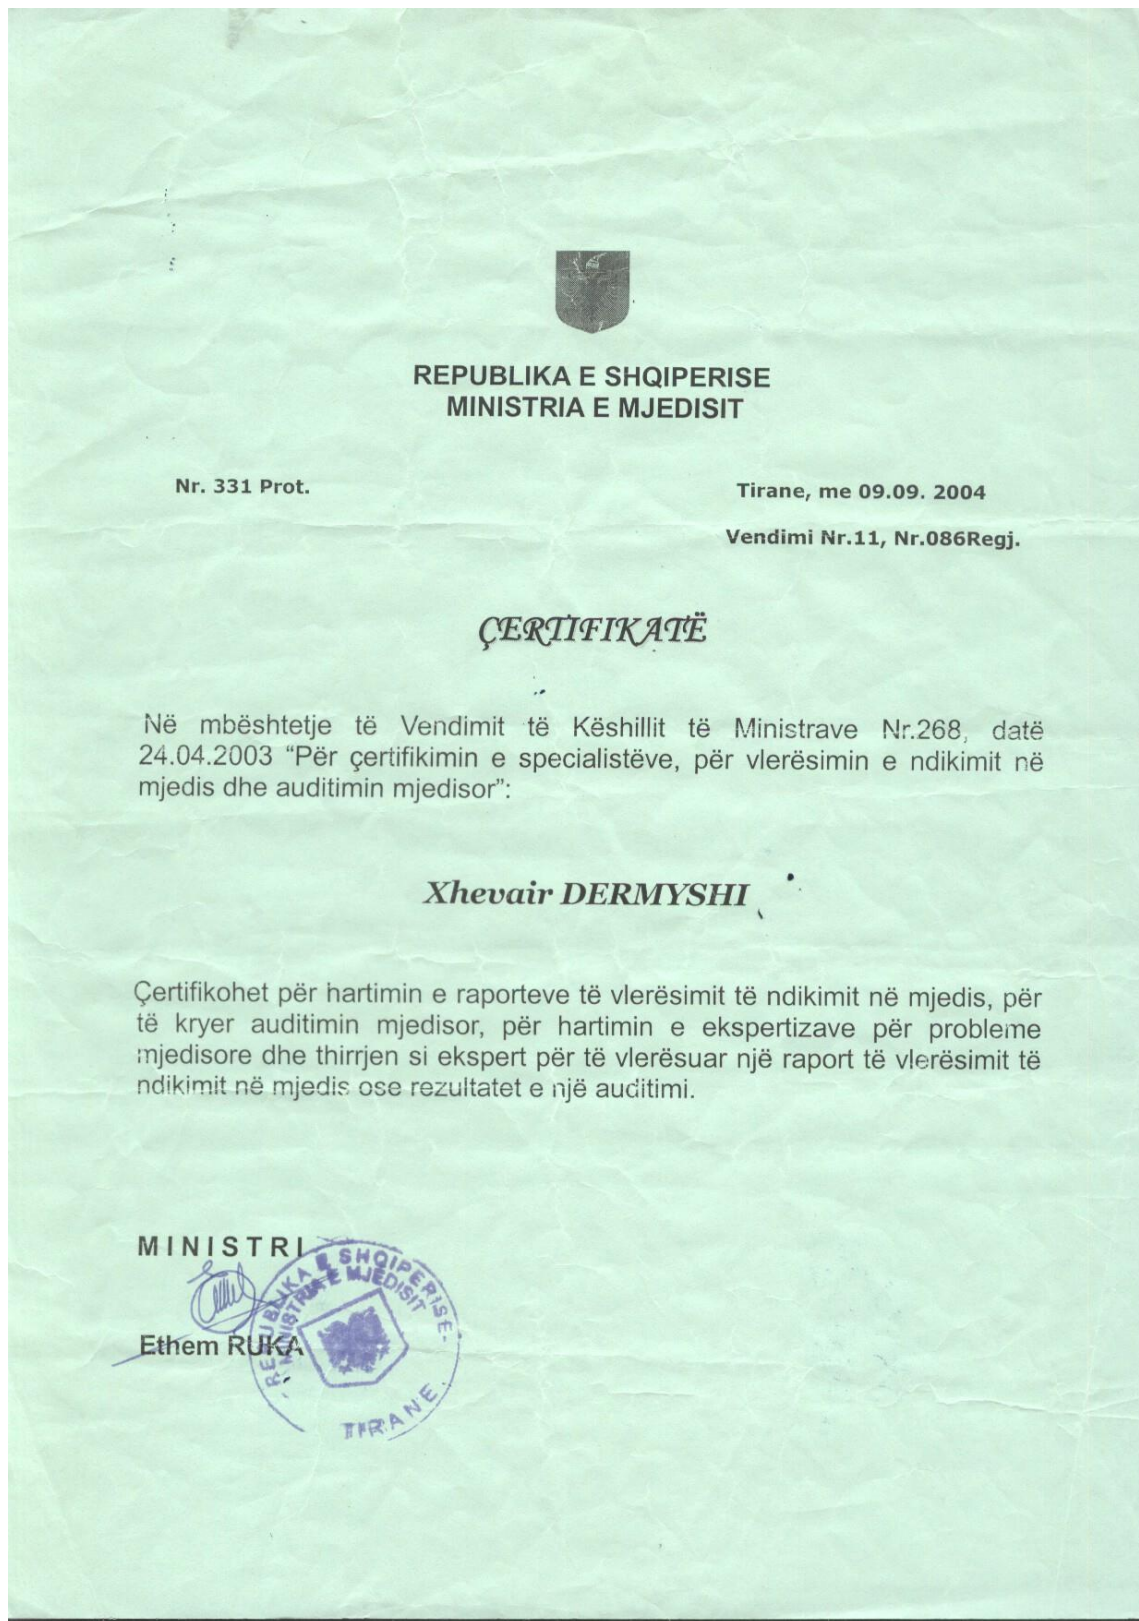 REPUBLIKA E SHQIPERISE
MINISTRIA E MJEDISIT
Nr. 331 Prot.
Tirane, me 09.09. 2004
Vendimi Nr.11, Nr.086Regj.
ÇERTIFIKATË
Në mbështetje të Vendimit të Këshillit të Ministrave Nr.268, datë
24.04.2003 “Për çertifikimin e specialistëve, për vlerësimin e ndikimit në
mjedis dhe auditimin mjedisor”:
Xhevair DERMYSHI
Çertifikohet për hartimin e raporteve të vlerësimit të ndikimit në mjedis, për
të kryer auditimin mjedisor, për hartimin e ekspertizave për probleme
mjedisore dhe thirrjen si ekspert për të vlerësuar një raport të vlerësimit të
ndikimit në mjedis ose rezultatet e një auditimi.
MINISTRI
Ethem RUKA
- REPUBLIKA E SHQIPERISE -
MINISTRIA E MJEDISIT
TIRANE